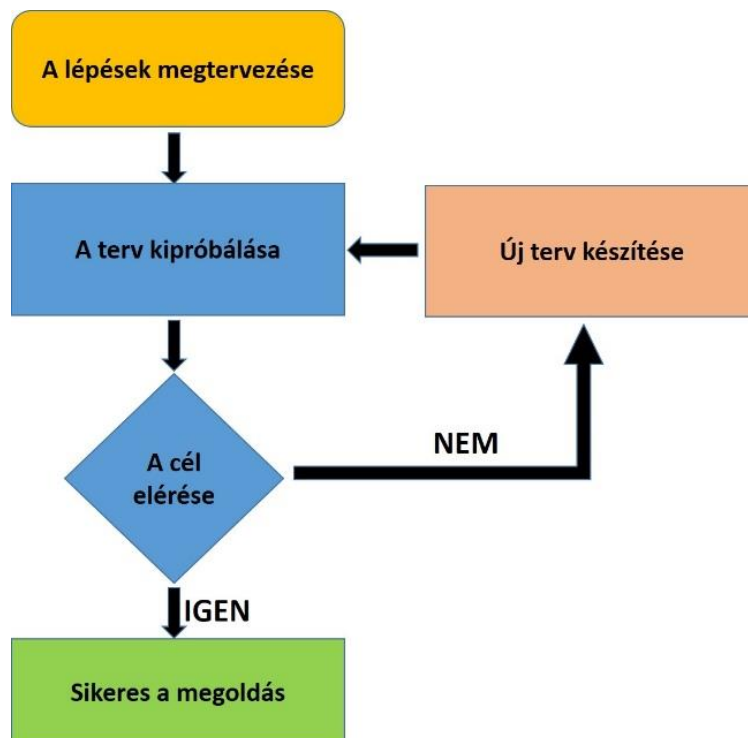 A lépések megtervezése
A terv kipróbálása
Új terv készítése
A cél
elérése
NEM
IGEN
Sikeres a megoldás